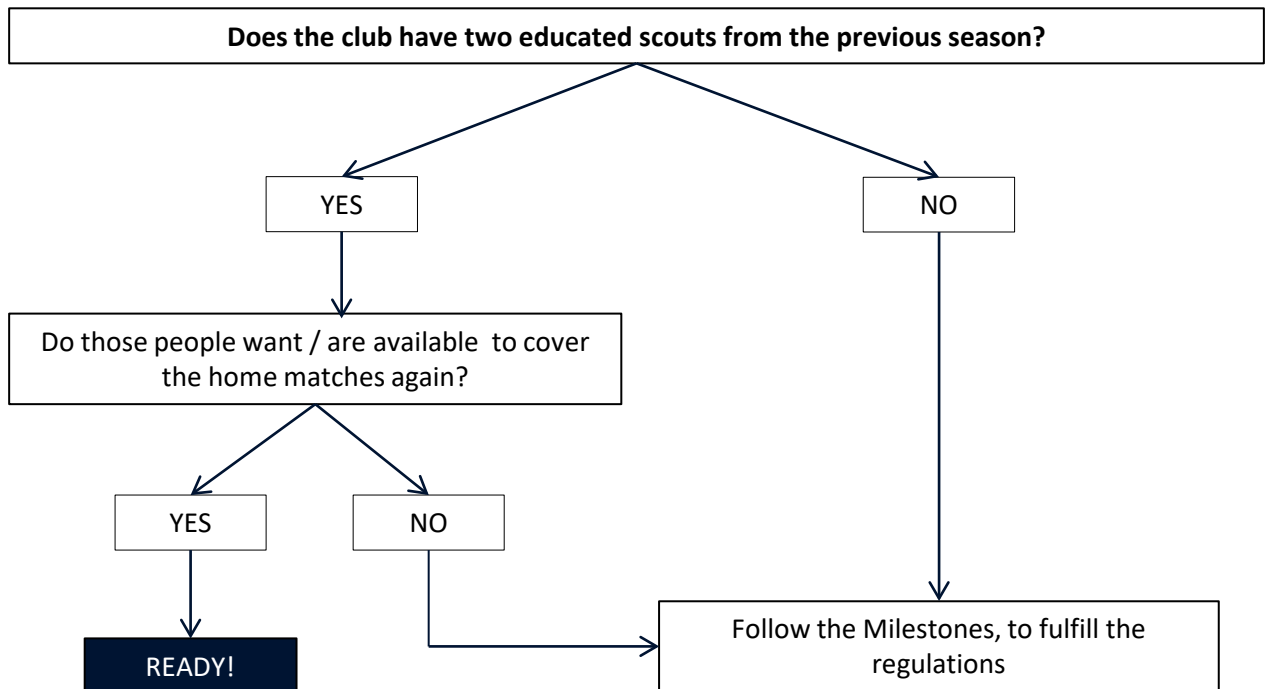 Does the club have two educated scouts from the previous season?
YES
NO
Do those people want / are available  to cover
the home matches again?
YES
NO
Follow the Milestones, to fulfill the
regulations
READY!